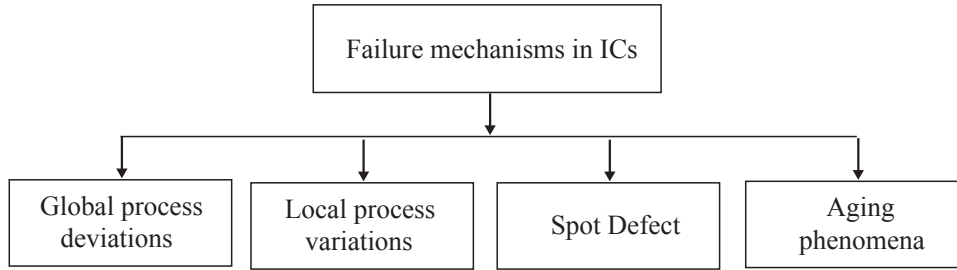 Failure mechanisms in ICs
Global process
deviations
Local process
variations
Spot Defect
Aging
phenomena